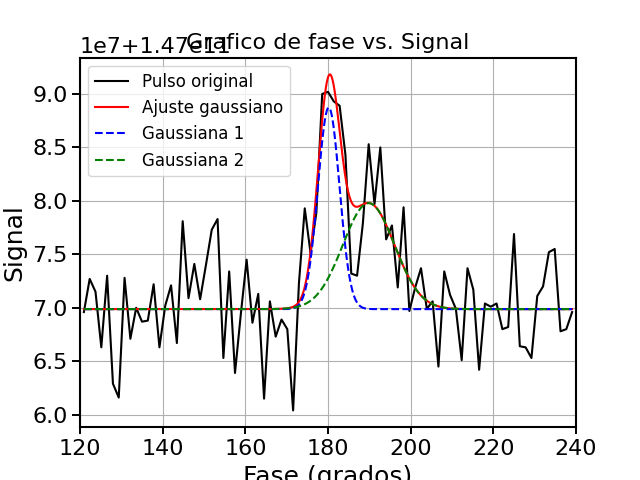 1e7+1.47e11
Grafico de fase vs. Signal
Pulso original
Ajuste gaussiano
Gaussiana 1
Gaussiana 2
9.0
8.5
8.0
7.5
7.0
6.5
6.0
Signal
120 140 160 180 200 220 240
Fase (grados)